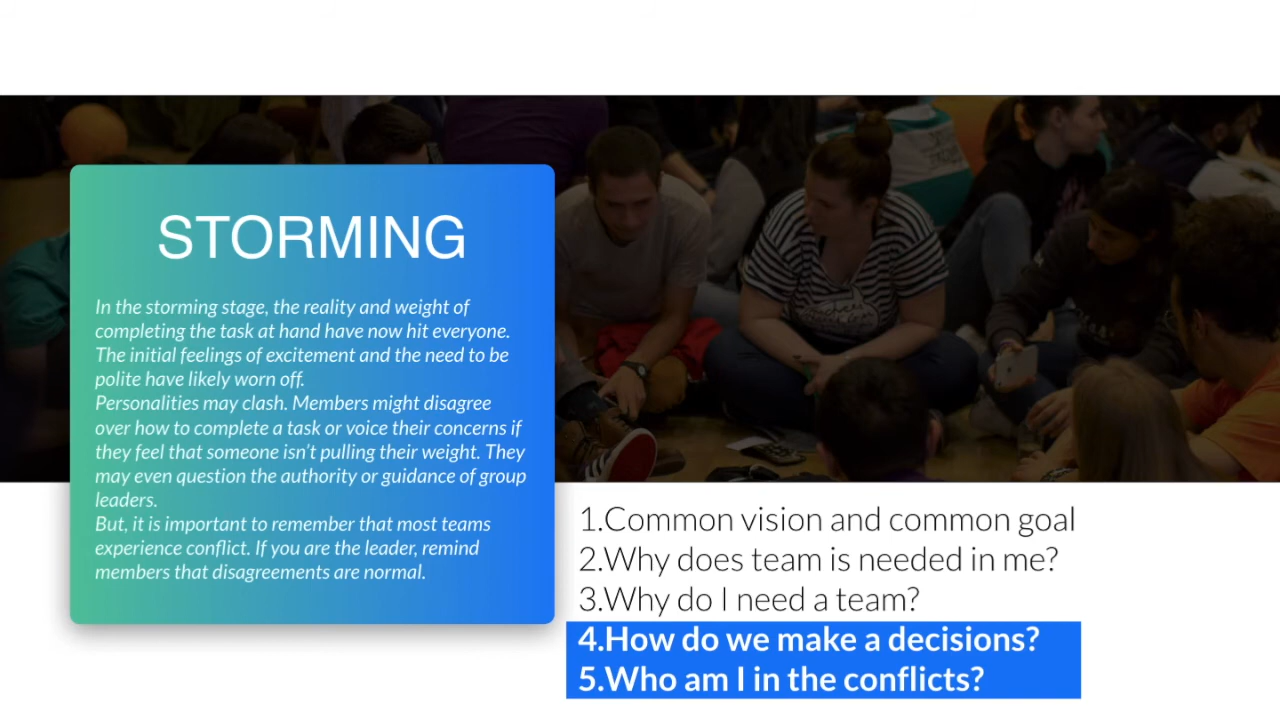 STORMING
In the storming stage, the reality and weight of
completing the task at hand have now hit everyone.
The initial feelings of excitement and the need to be
polite have likely worn off.
Personalities may clash. Members might disagree
over how to complete a task or voice their concerns if
they feel that someone isn’t pulling their weight. They
may even question the authority or guidance of group
leaders.
But, it is important to remember that most teams
experience conflict. If you are the leader, remind
members that disagreements are normal.
1.Common vision and common goal
2.Why does team is needed in me?
3.Why do I need a team?
4.How do we make a decisions?
5.Who am I in the conflicts?